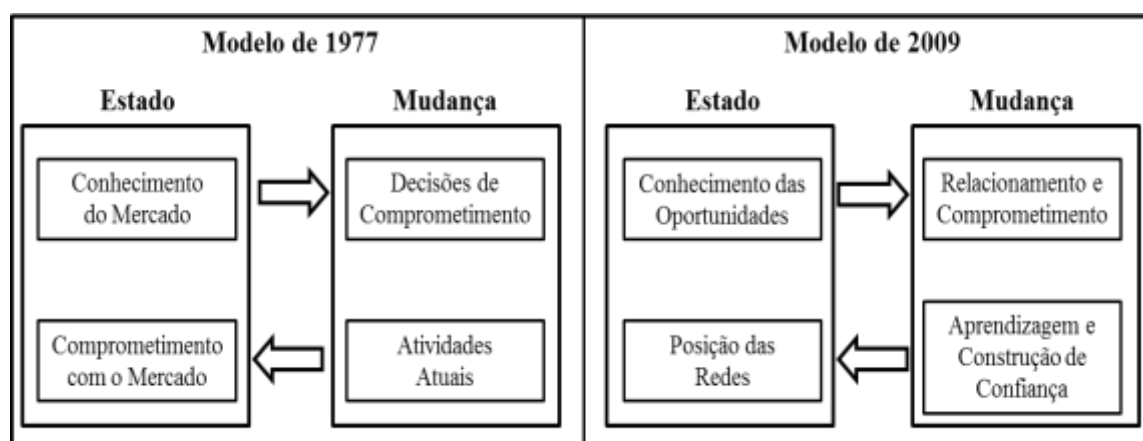 Modelo de 1977
Estado
Mudança
Conhecimento
do Mercado
Decisões de
Comprometimento
Comprometimento
com o Mercado
Atividades
Atuais
Modelo de 2009
Estado
Mudança
Conhecimento das
Oportunidades
Relacionamento e
Comprometimento
Posição das
Redes
Aprendizagem e
Construção de
Confiança